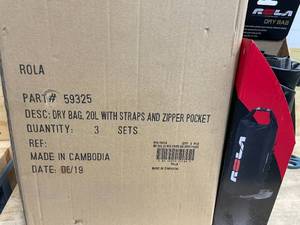 ROLA
PART# 59325
DESC: DRY BAG, 20L WITH STRAPS AND ZIPPER POCKET
QUANTITY: 3 SETS
REF:
MADE IN CAMBODIA
DATE: 06/19
ROLA
DRY BAG
ROLA